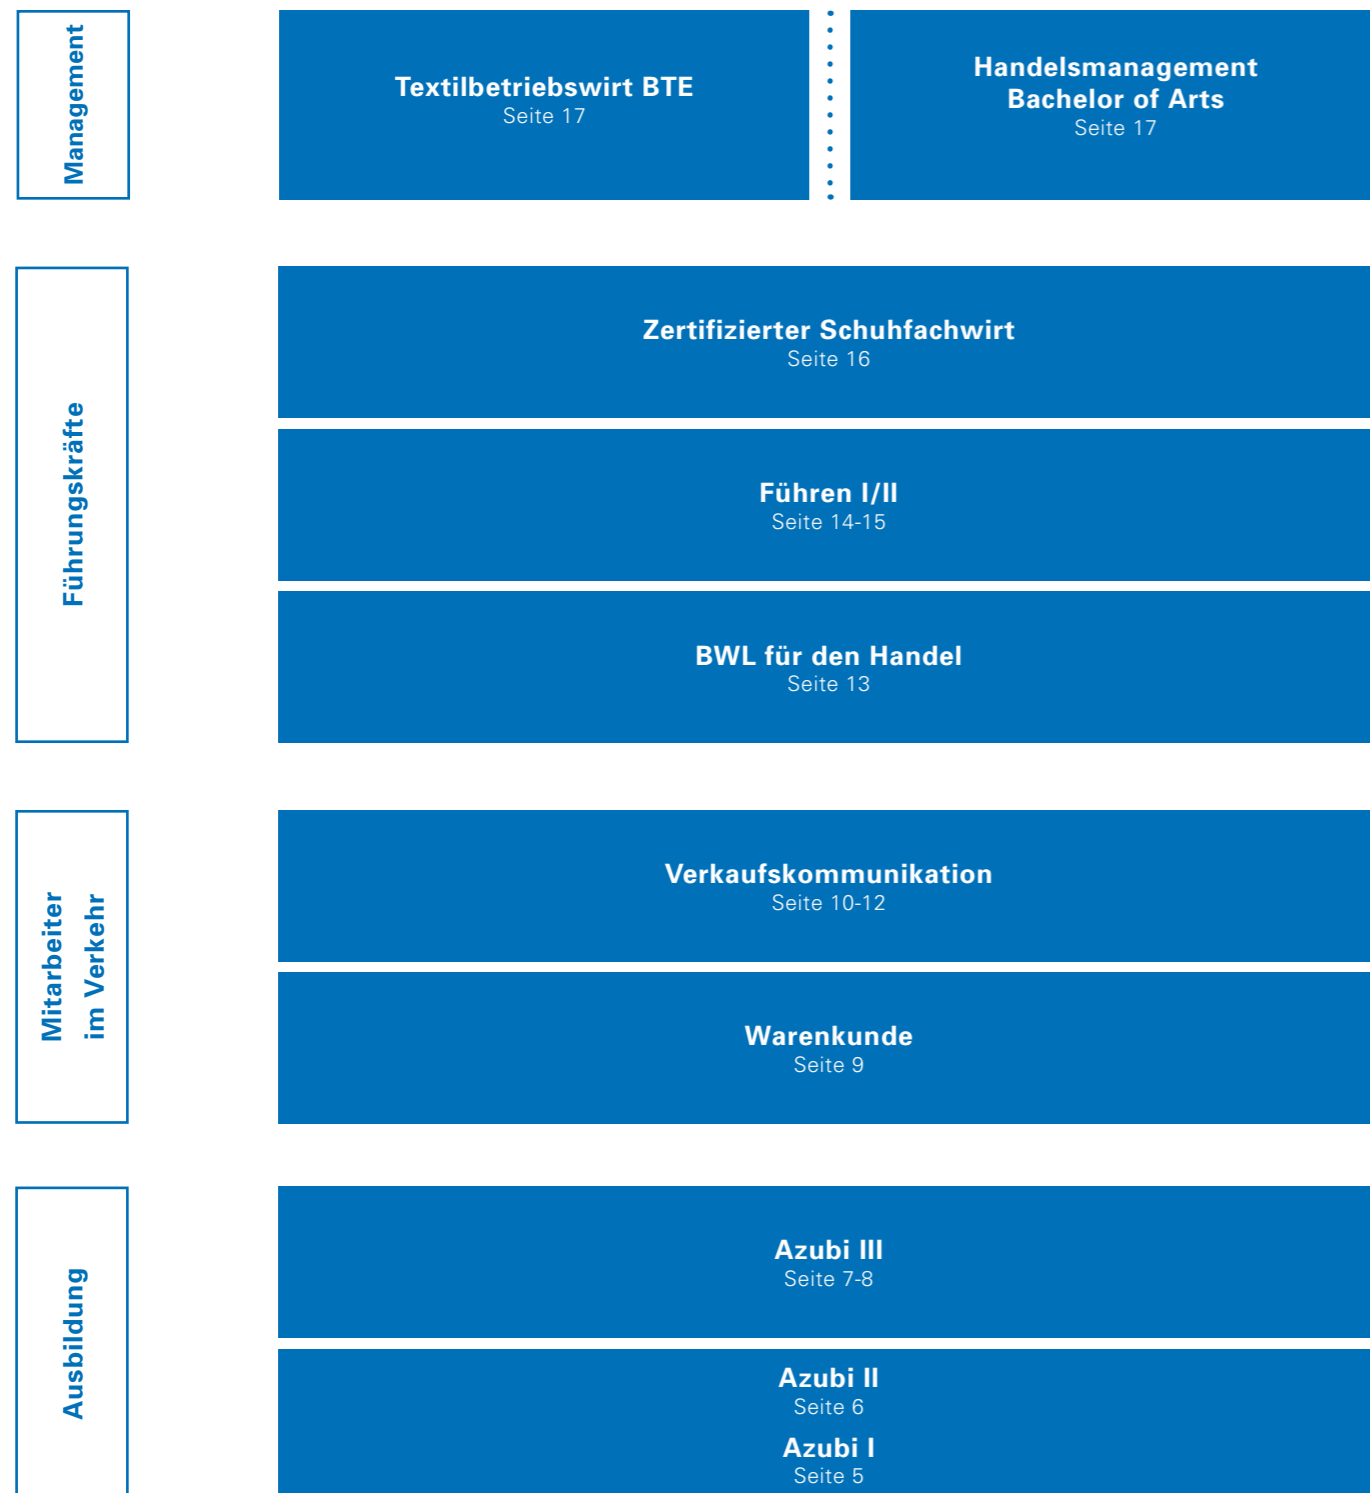 Management
Textilbetriebswirt BTE
Seite 17
Handelsmanagement
Bachelor of Arts
Seite 17
Führungskräfte
Zertifizierter Schuhfachwirt
Seite 16
Führen I/II
Seite 14-15
BWL für den Handel
Seite 13
Mitarbeiter
im Verkehr
Verkaufskommunikation
Seite 10-12
Warenkunde
Seite 9
Ausbildung
Azubi III
Seite 7-8
Azubi II
Seite 6
Azubi I
Seite 5